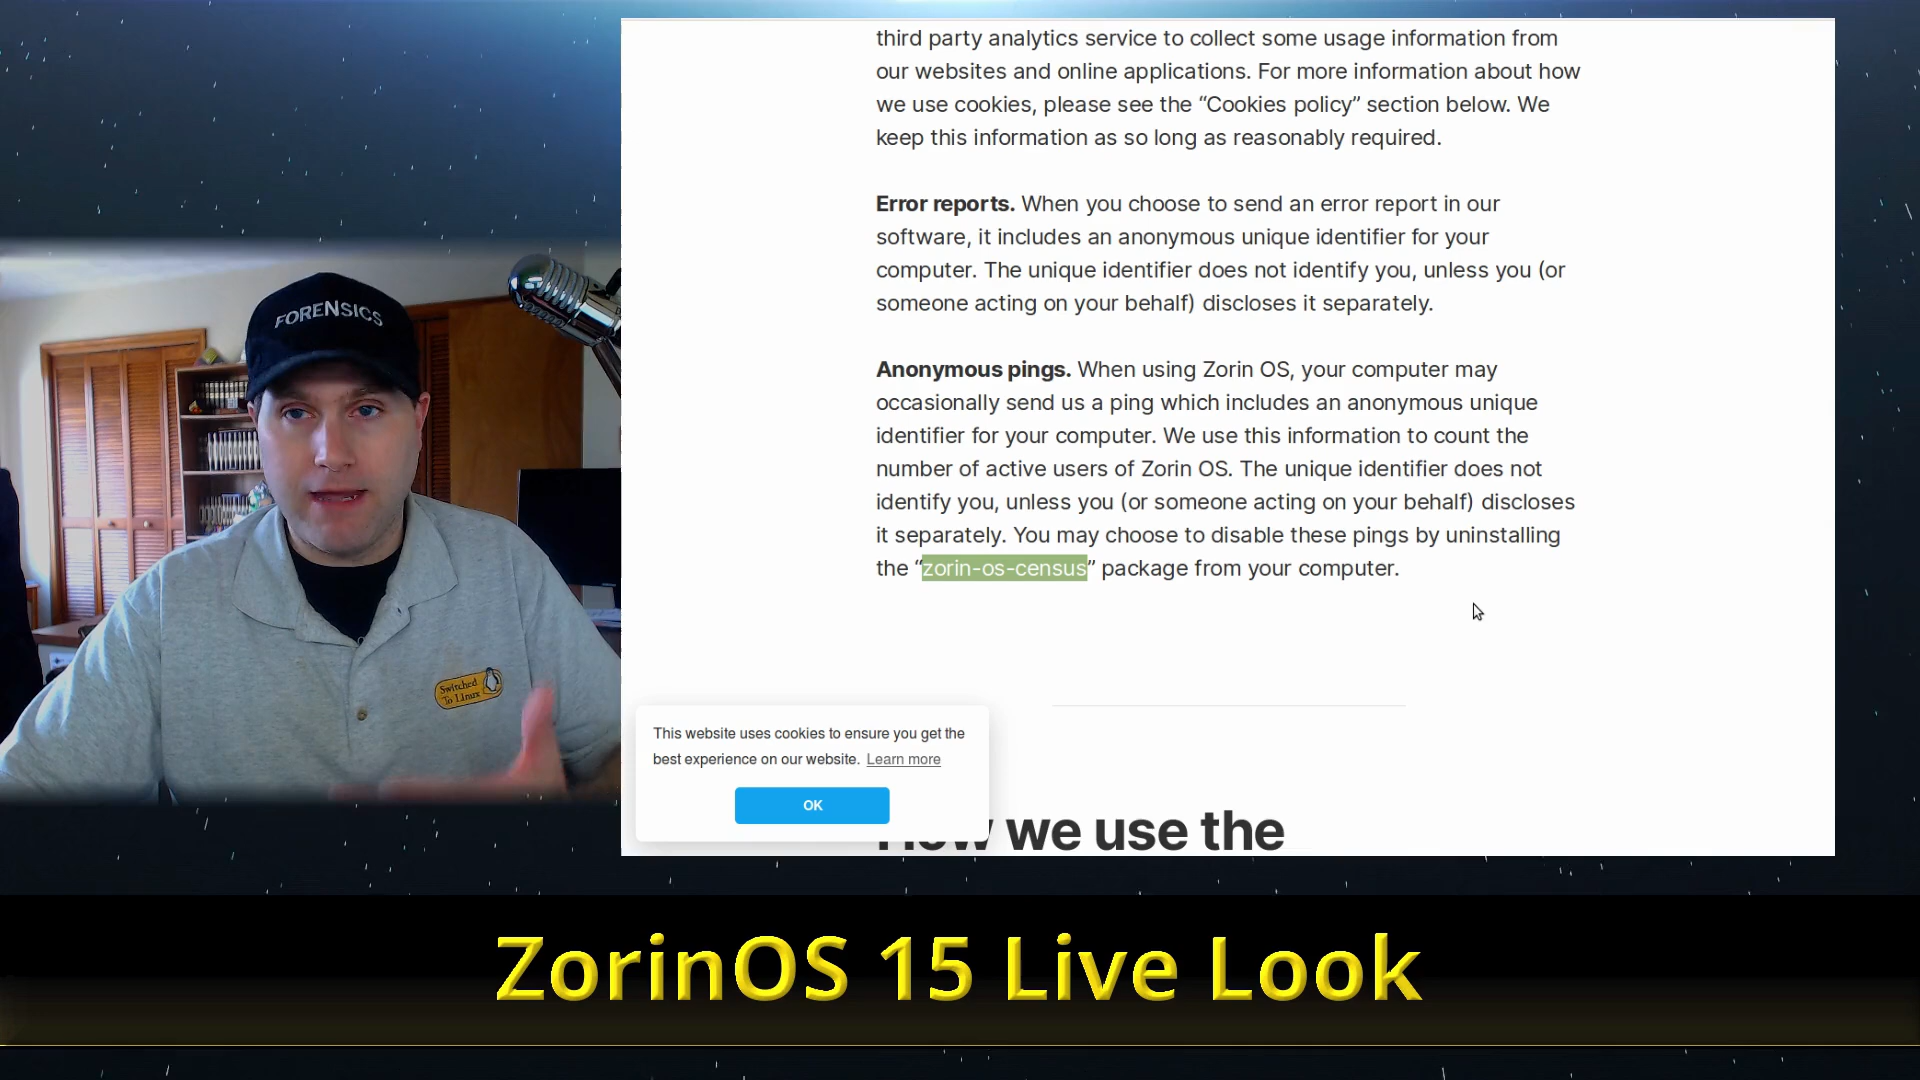 third party analytics service to collect some usage information from
our websites and online applications. For more information about how
we use cookies, please see the “Cookies policy” section below. We
keep this information as so long as reasonably required.
Error reports. When you choose to send an error report in our
software, it includes an anonymous unique identifier for your
computer. The unique identifier does not identify you, unless you (or
someone acting on your behalf) discloses it separately.
Anonymous pings. When using Zorin OS, your computer may
occasionally send us a ping which includes an anonymous unique
identifier for your computer. We use this information to count the
number of active users of Zorin OS. The unique identifier does not
identify you, unless you (or someone acting on your behalf) discloses
it separately. You may choose to disable these pings by uninstalling
the “zorin-os-census” package from your computer.
This website uses cookies to ensure you get the
best experience on our website. Learn more
OK
How we use the
FORENSICS
Switched
To Linux
ZorinOS 15 Live Look